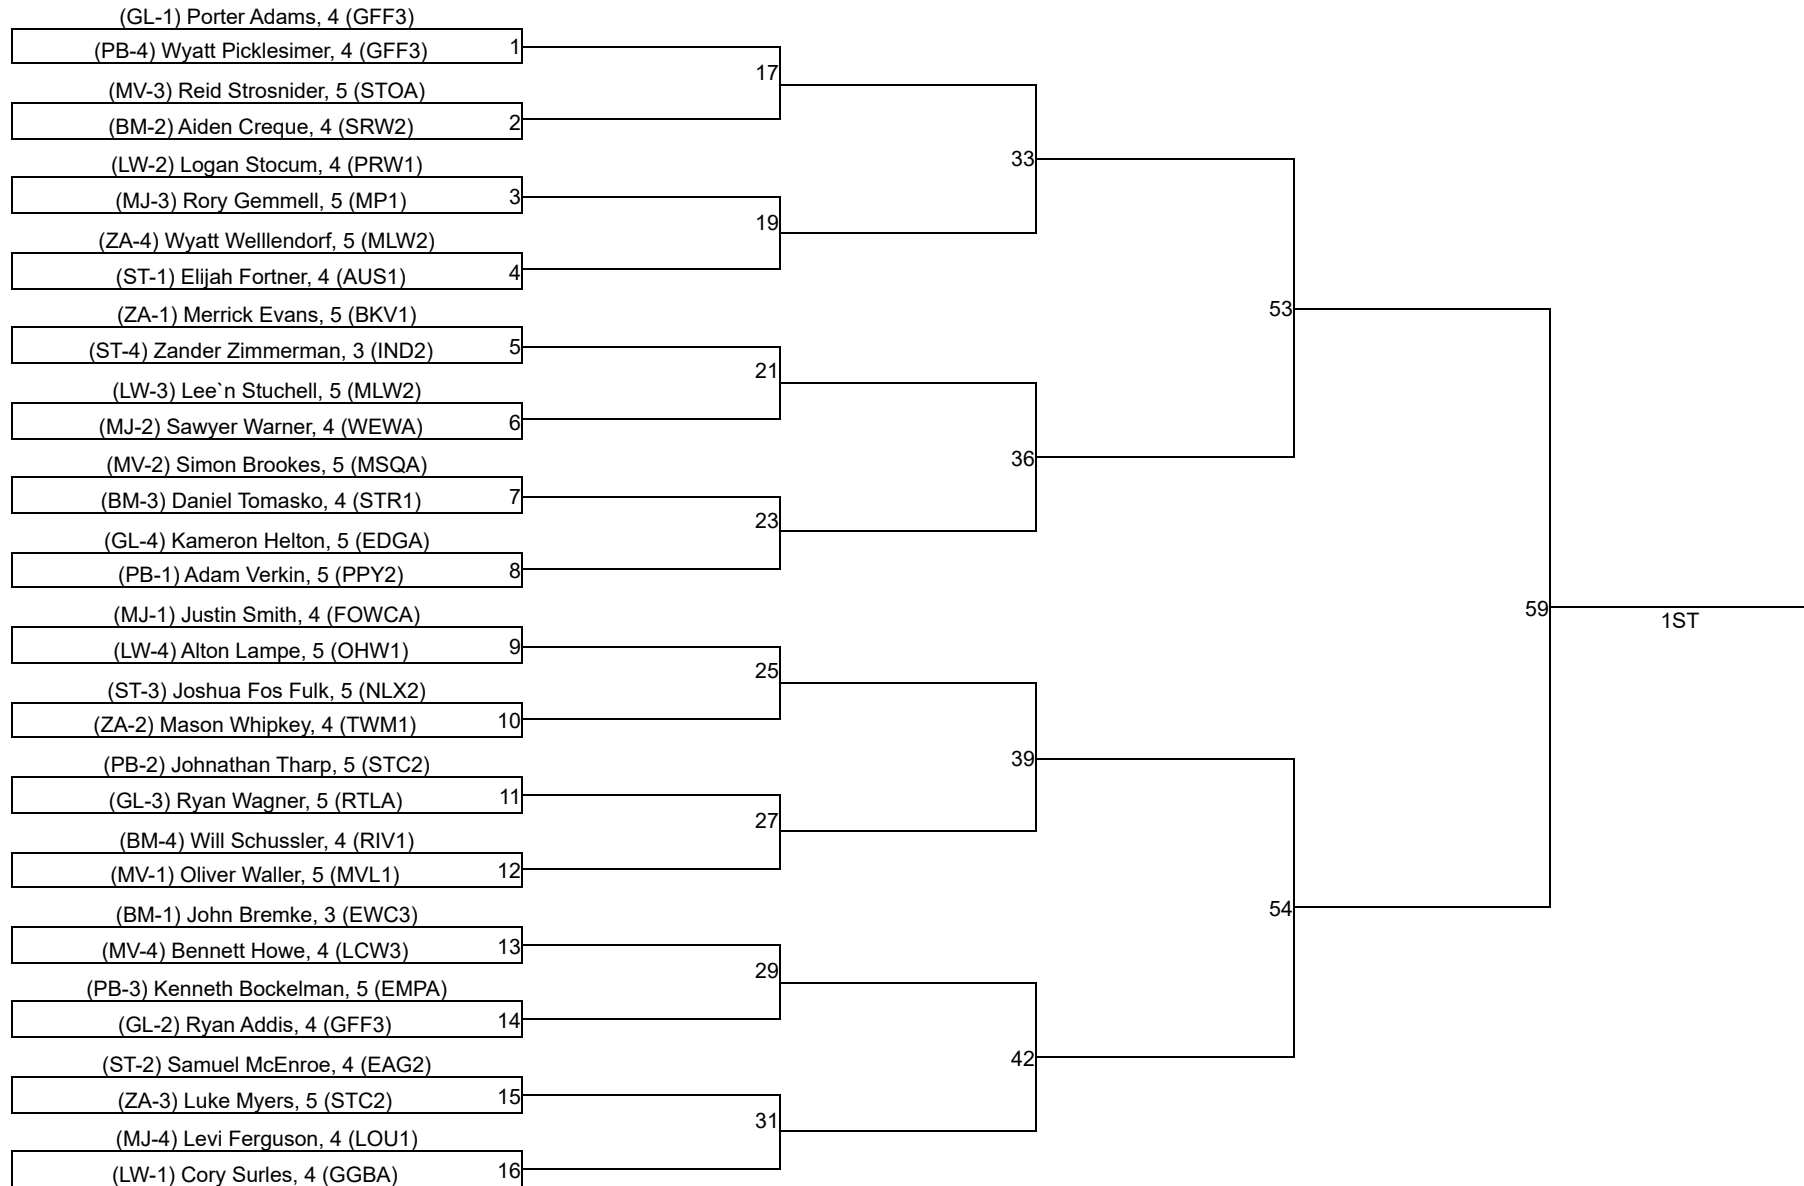 (GL-1) Porter Adams, 4 (GFF3)
(PB-4) Wyatt Picklesimer, 4 (GFF3)
1
17
(MV-3) Reid Strosnider, 5 (STOA)
(BM-2) Aiden Creque, 4 (SRW2)
2
33
(LW-2) Logan Stocum, 4 (PRW1)
(MJ-3) Rory Gemmell, 5 (MP1)
3
19
(ZA-4) Wyatt Welllendorf, 5 (MLW2)
(ST-1) Elijah Fortner, 4 (AUS1)
4
53
(ZA-1) Merrick Evans, 5 (BKV1)
(ST-4) Zander Zimmerman, 3 (IND2)
5
21
(LW-3) Lee`n Stuchell, 5 (MLW2)
(MJ-2) Sawyer Warner, 4 (WEWA)
6
36
(MV-2) Simon Brookes, 5 (MSQA)
(BM-3) Daniel Tomasko, 4 (STR1)
7
23
(GL-4) Kameron Helton, 5 (EDGA)
(PB-1) Adam Verkin, 5 (PPY2)
8
59
1ST
(MJ-1) Justin Smith, 4 (FOWCA)
(LW-4) Alton Lampe, 5 (OHW1)
9
25
(ST-3) Joshua Fos Fulk, 5 (NLX2)
(ZA-2) Mason Whipkey, 4 (TWM1)
10
39
(PB-2) Johnathan Tharp, 5 (STC2)
(GL-3) Ryan Wagner, 5 (RTLA)
11
27
(BM-4) Will Schussler, 4 (RIV1)
(MV-1) Oliver Waller, 5 (MVL1)
12
54
(BM-1) John Bremke, 3 (EWC3)
(MV-4) Bennett Howe, 4 (LCW3)
13
29
(PB-3) Kenneth Bockelman, 5 (EMPA)
(GL-2) Ryan Addis, 4 (GFF3)
14
42
(ST-2) Samuel McEnroe, 4 (EAG2)
(ZA-3) Luke Myers, 5 (STC2)
15
31
(MJ-4) Levi Ferguson, 4 (LOU1)
(LW-1) Cory Surles, 4 (GGBA)
16